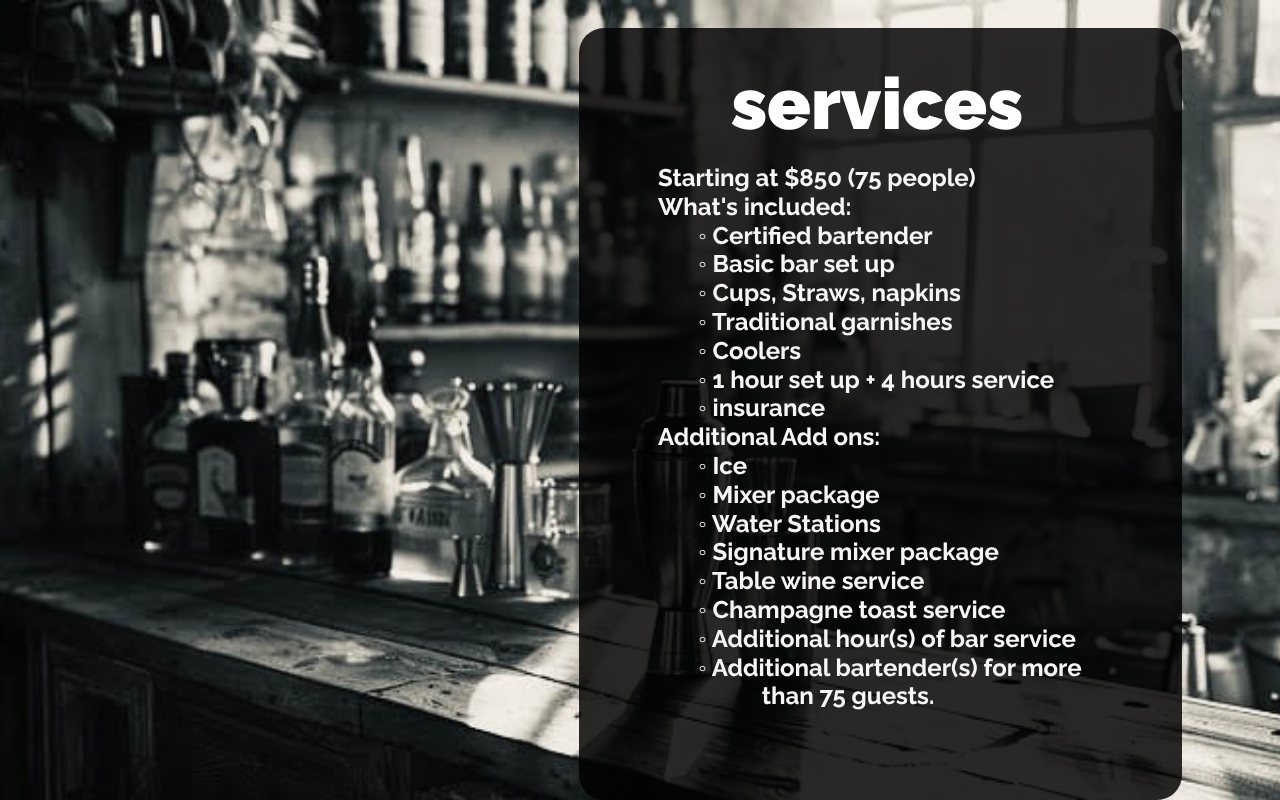 services
Starting at $850 (75 people)
What's included:
◦ Certified bartender
◦ Basic bar set up
◦ Cups, Straws, napkins
◦ Traditional garnishes
◦ Coolers
◦ 1 hour set up + 4 hours service
◦ insurance
Additional Add ons:
◦ Ice
◦ Mixer package
◦ Water Stations
◦ Signature mixer package
◦ Table wine service
◦ Champagne toast service
◦ Additional hour(s) of bar service
◦ Additional bartender(s) for more
than 75 guests.